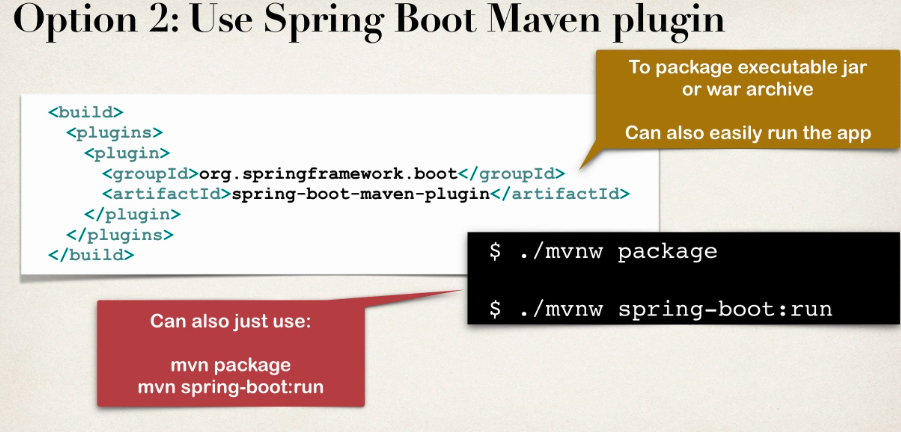 Option 2: Use Spring Boot Maven plugin
To package executable jar
or war archive
Can also easily run the app
<build>
<plugins>
<plugin>
<groupId>org.springframework.boot</groupId>
<artifactId>spring-boot-maven-plugin</artifactId>
</plugin>
</plugins>
</build>
$ ./mvnw package
$ ./mvnw spring-boot:run
Can also just use:
mvn package
mvn spring-boot:run